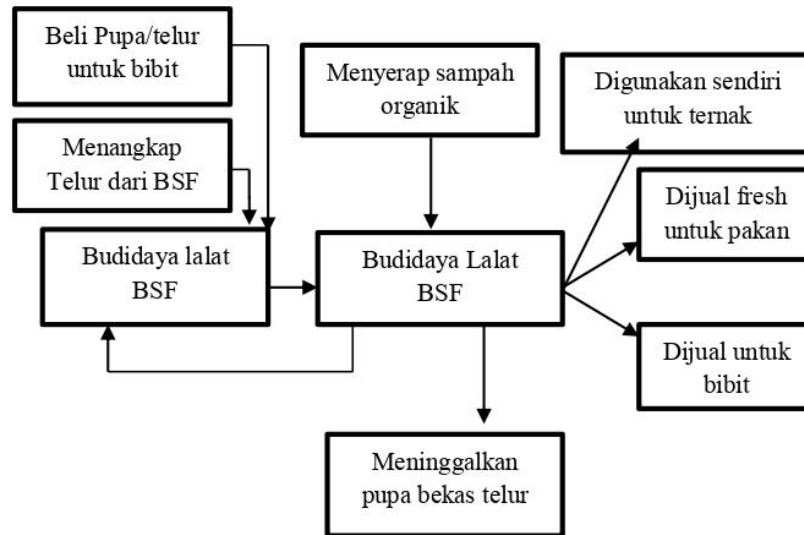 Beli Pupa/telur
untuk bibit
Menangkap
Telur dari BSF
Menyerap sampah
organik
Digunakan sendiri
untuk ternak
Dijual fresh
untuk pakan
Budidaya lalat
BSF
Budidaya Lalat
BSF
Dijual untuk
bibit
Meninggalkan
pupa bekas telur